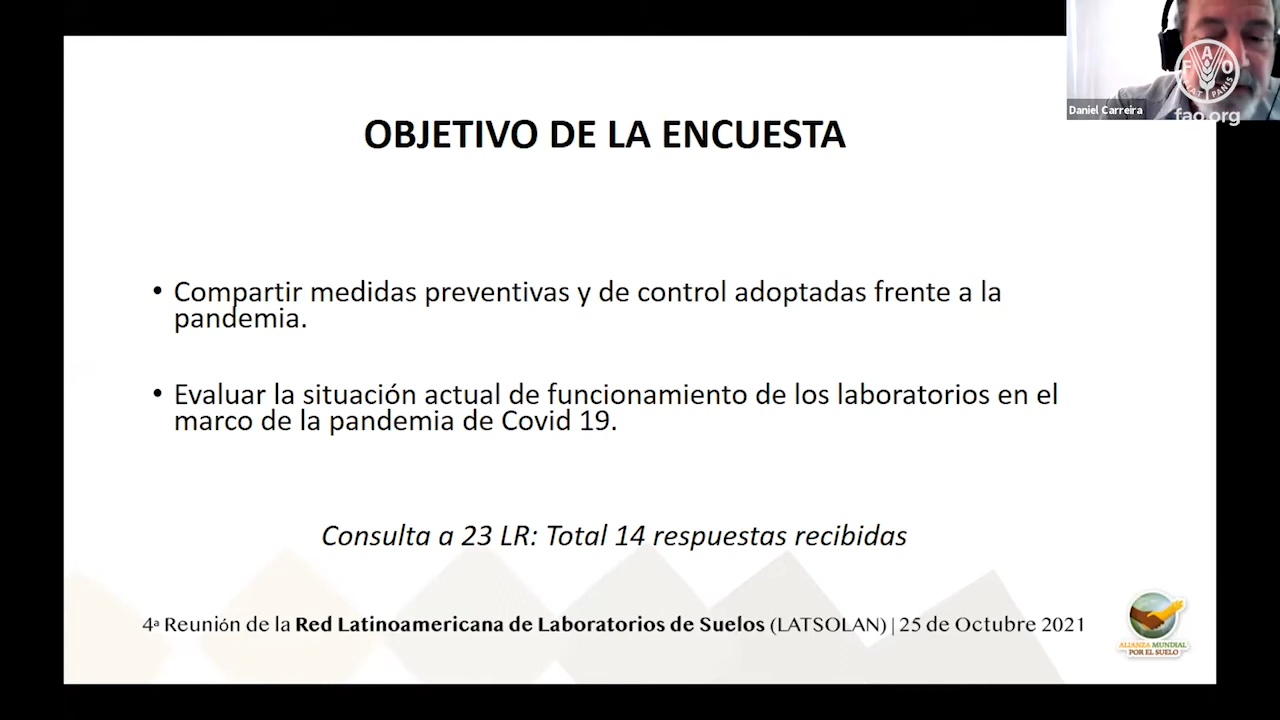 Daniel Carreira
F A O
FIAT PANIS
fao.org
OBJETIVO DE LA ENCUESTA
• Compartir medidas preventivas y de control adoptadas frente a la
pandemia.
• Evaluar la situación actual de funcionamiento de los laboratorios en el
marco de la pandemia de Covid 19.
Consulta a 23 LR: Total 14 respuestas recibidas
4ª Reunión de la Red Latinoamericana de Laboratorios de Suelos (LATSOLAN) | 25 de Octubre 2021
ALIANZA MUNDIAL
POR EL SUELO